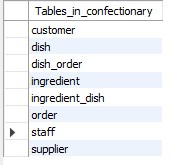 Tables_in_confectionary
customer
dish
dish_order
ingredient
ingredient_dish
order
staff
supplier